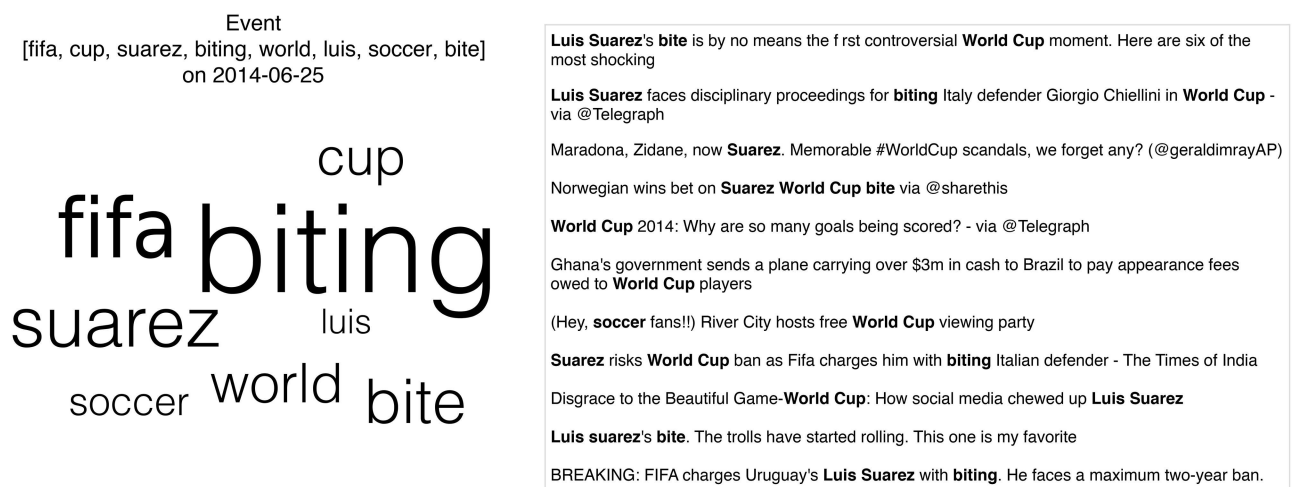 Event
[fifa, cup, suarez, biting, world, luis, soccer, bite]
on 2014-06-25
cup
fifa
biting
suarez
luis
soccer
world
bite
Luis Suarez's bite is by no means the f rst controversial World Cup moment. Here are six of the
most shocking
Luis Suarez faces disciplinary proceedings for biting Italy defender Giorgio Chiellini in World Cup -
via @Telegraph
Maradona, Zidane, now Suarez. Memorable #WorldCup scandals, we forget any? (@geraldimrayAP)
Norwegian wins bet on Suarez World Cup bite via @sharethis
World Cup 2014: Why are so many goals being scored? - via @Telegraph
Ghana's government sends a plane carrying over $3m in cash to Brazil to pay appearance fees
owed to World Cup players
(Hey, soccer fans!!) River City hosts free World Cup viewing party
Suarez risks World Cup ban as Fifa charges him with biting Italian defender - The Times of India
Disgrace to the Beautiful Game-World Cup: How social media chewed up Luis Suarez
Luis suarez's bite. The trolls have started rolling. This one is my favorite
BREAKING: FIFA charges Uruguay's Luis Suarez with biting. He faces a maximum two-year ban.